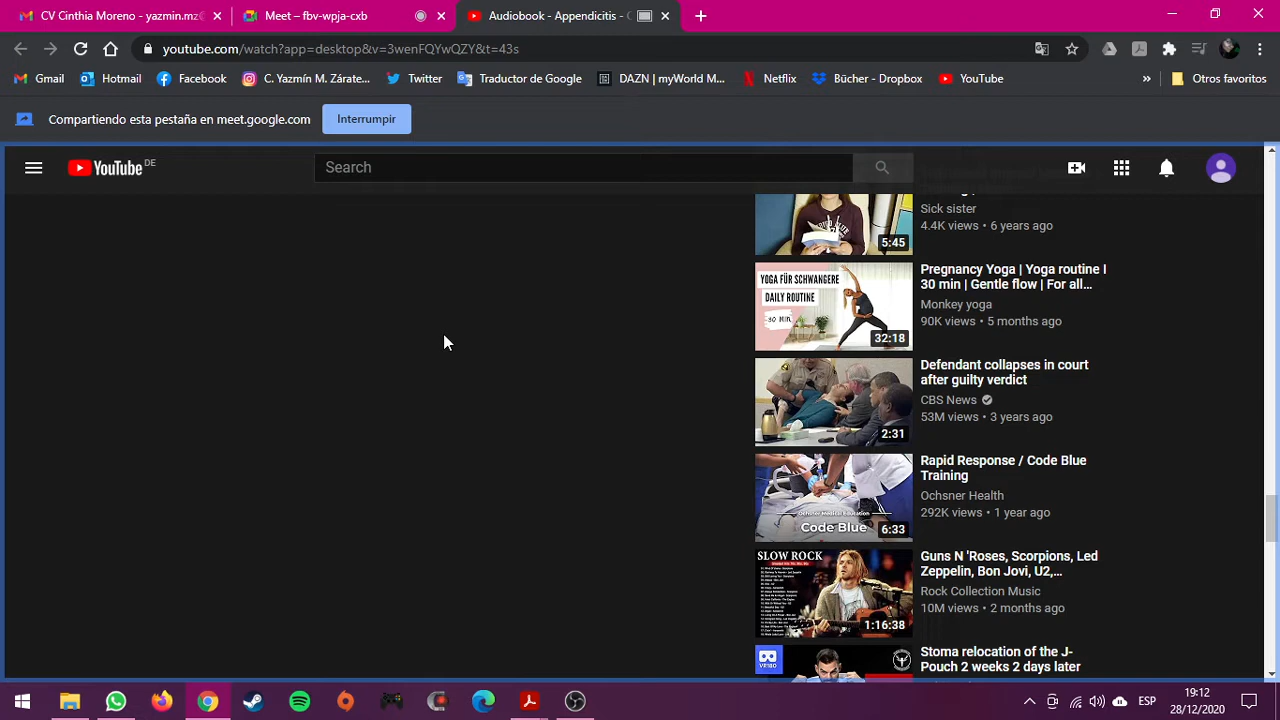 CV Cinthia Moreno - yazmin.mz
Meet – fbv-wpja-cxb
Audiobook - Appendicitis -
youtube.com/watch?app=desktop&v=3wenFQYwQZY&t=43s
Gmail
Hotmail
Facebook
C. Yazmín M. Zárate...
Twitter
Traductor de Google
DAZN | myWorld M...
Netflix
Bücher - Dropbox
YouTube
»
Otros favoritos
Compartiendo esta pestaña en meet.google.com
Interrumpir
YouTube DE
Search
Sick sister
4.4K views • 6 years ago
5:45
YOGA FÜR SCHWANGERE
DAILY ROUTINE
30 MIN
32:18
Pregnancy Yoga | Yoga routine I
30 min | Gentle flow | For all...
Monkey yoga
90K views • 5 months ago
2:31
Defendant collapses in court
after guilty verdict
CBS News
53M views • 3 years ago
Ochsner Medical Education
Code Blue
6:33
Rapid Response / Code Blue
Training
Ochsner Health
292K views • 1 year ago
SLOW ROCK
1:16:38
Guns N 'Roses, Scorpions, Led
Zeppelin, Bon Jovi, U2....
Rock Collection Music
10M views • 2 months ago
VR180
Stoma relocation of the J-
Pouch 2 weeks 2 days later
ESP
19:12
28/12/2020